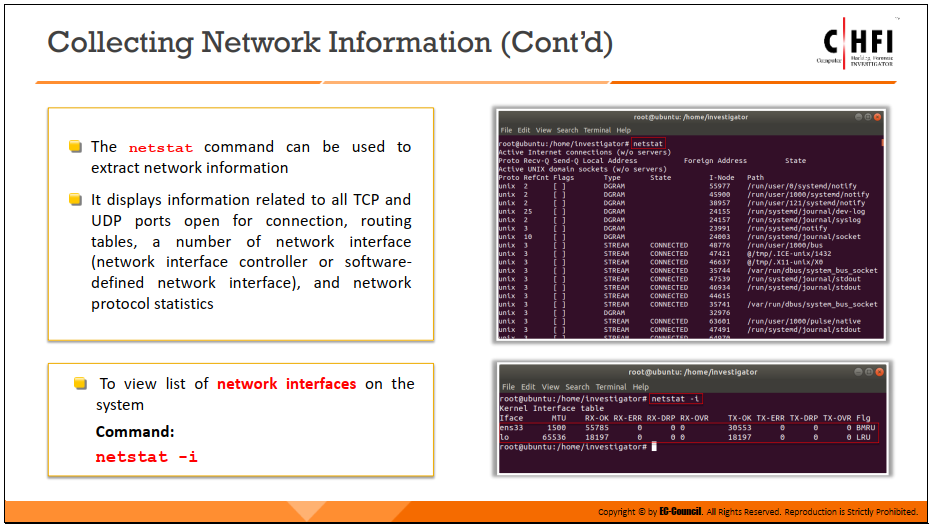 Collecting Network Information (Cont'd)
CHFI
Computer Hacking Forensic
INVESTIGATOR
The netstat command can be used to
extract network information
It displays information related to all TCP and
UDP ports open for connection, routing
tables, a number of network interface
(network interface controller or software-
defined network interface), and network
protocol statistics
root@ubuntu: /home/investigator
File Edit View Search Terminal Help
root@ubuntu:/home/investigator# netstat
Active Internet connections (w/o servers)
Proto Recv-Q Send-Q Local Address Foreign Address State
Active UNIX domain sockets (w/o servers)
Proto RefCnt Flags Type State I-Node Path
unix 2 [ ] DGRAM 55977 /run/user/0/systemd/notify
unix 2 [ ] DGRAM 45900 /run/user/1000/systemd/notify
unix 2 [ ] DGRAM 38957 /run/user/121/systemd/notify
unix 25 [ ] DGRAM 24155 /run/systemd/journal/dev-log
unix 2 [ ] DGRAM 24157 /run/systemd/journal/syslog
unix 3 [ ] DGRAM 23991 /run/systemd/notify
unix 10 [ ] DGRAM 24003 /run/systemd/journal/socket
unix 3 [ ] STREAM CONNECTED 48776 /run/user/1000/bus
unix 3 [ ] STREAM CONNECTED 47421 @/tmp/.ICE-unix/1432
unix 3 [ ] STREAM CONNECTED 46637 @/tmp/.X11-unix/X0
unix 3 [ ] STREAM CONNECTED 35744 /var/run/dbus/system_bus_socket
unix 3 [ ] STREAM CONNECTED 47539 /run/systemd/journal/stdout
unix 3 [ ] STREAM CONNECTED 46934 /run/systemd/journal/stdout
unix 3 [ ] STREAM CONNECTED 44615
unix 3 [ ] STREAM CONNECTED 35741 /var/run/dbus/system_bus_socket
unix 3 [ ] DGRAM 32976
unix 3 [ ] STREAM CONNECTED 63601 /run/user/1000/pulse/native
unix 3 [ ] STREAM CONNECTED 47491 /run/systemd/journal/stdout
unix 3 [ ] STREAM CONNECTED
To view list of network interfaces on the
system
Command:
netstat -i
root@ubuntu: /home/investigator
File Edit View Search Terminal Help
root@ubuntu:/home/investigator# netstat -i
Kernel Interface table
Iface MTU RX-OK RX-ERR RX-DRP RX-OVR TX-OK TX-ERR TX-DRP TX-OVR Flg
ens33 1500 55785 0 0 0 30553 0 0 0 BMRU
lo 65536 18197 0 0 0 18197 0 0 0 LRU
root@ubuntu:/home/investigator#
Copyright © by EC-Council. All Rights Reserved. Reproduction is Strictly Prohibited.